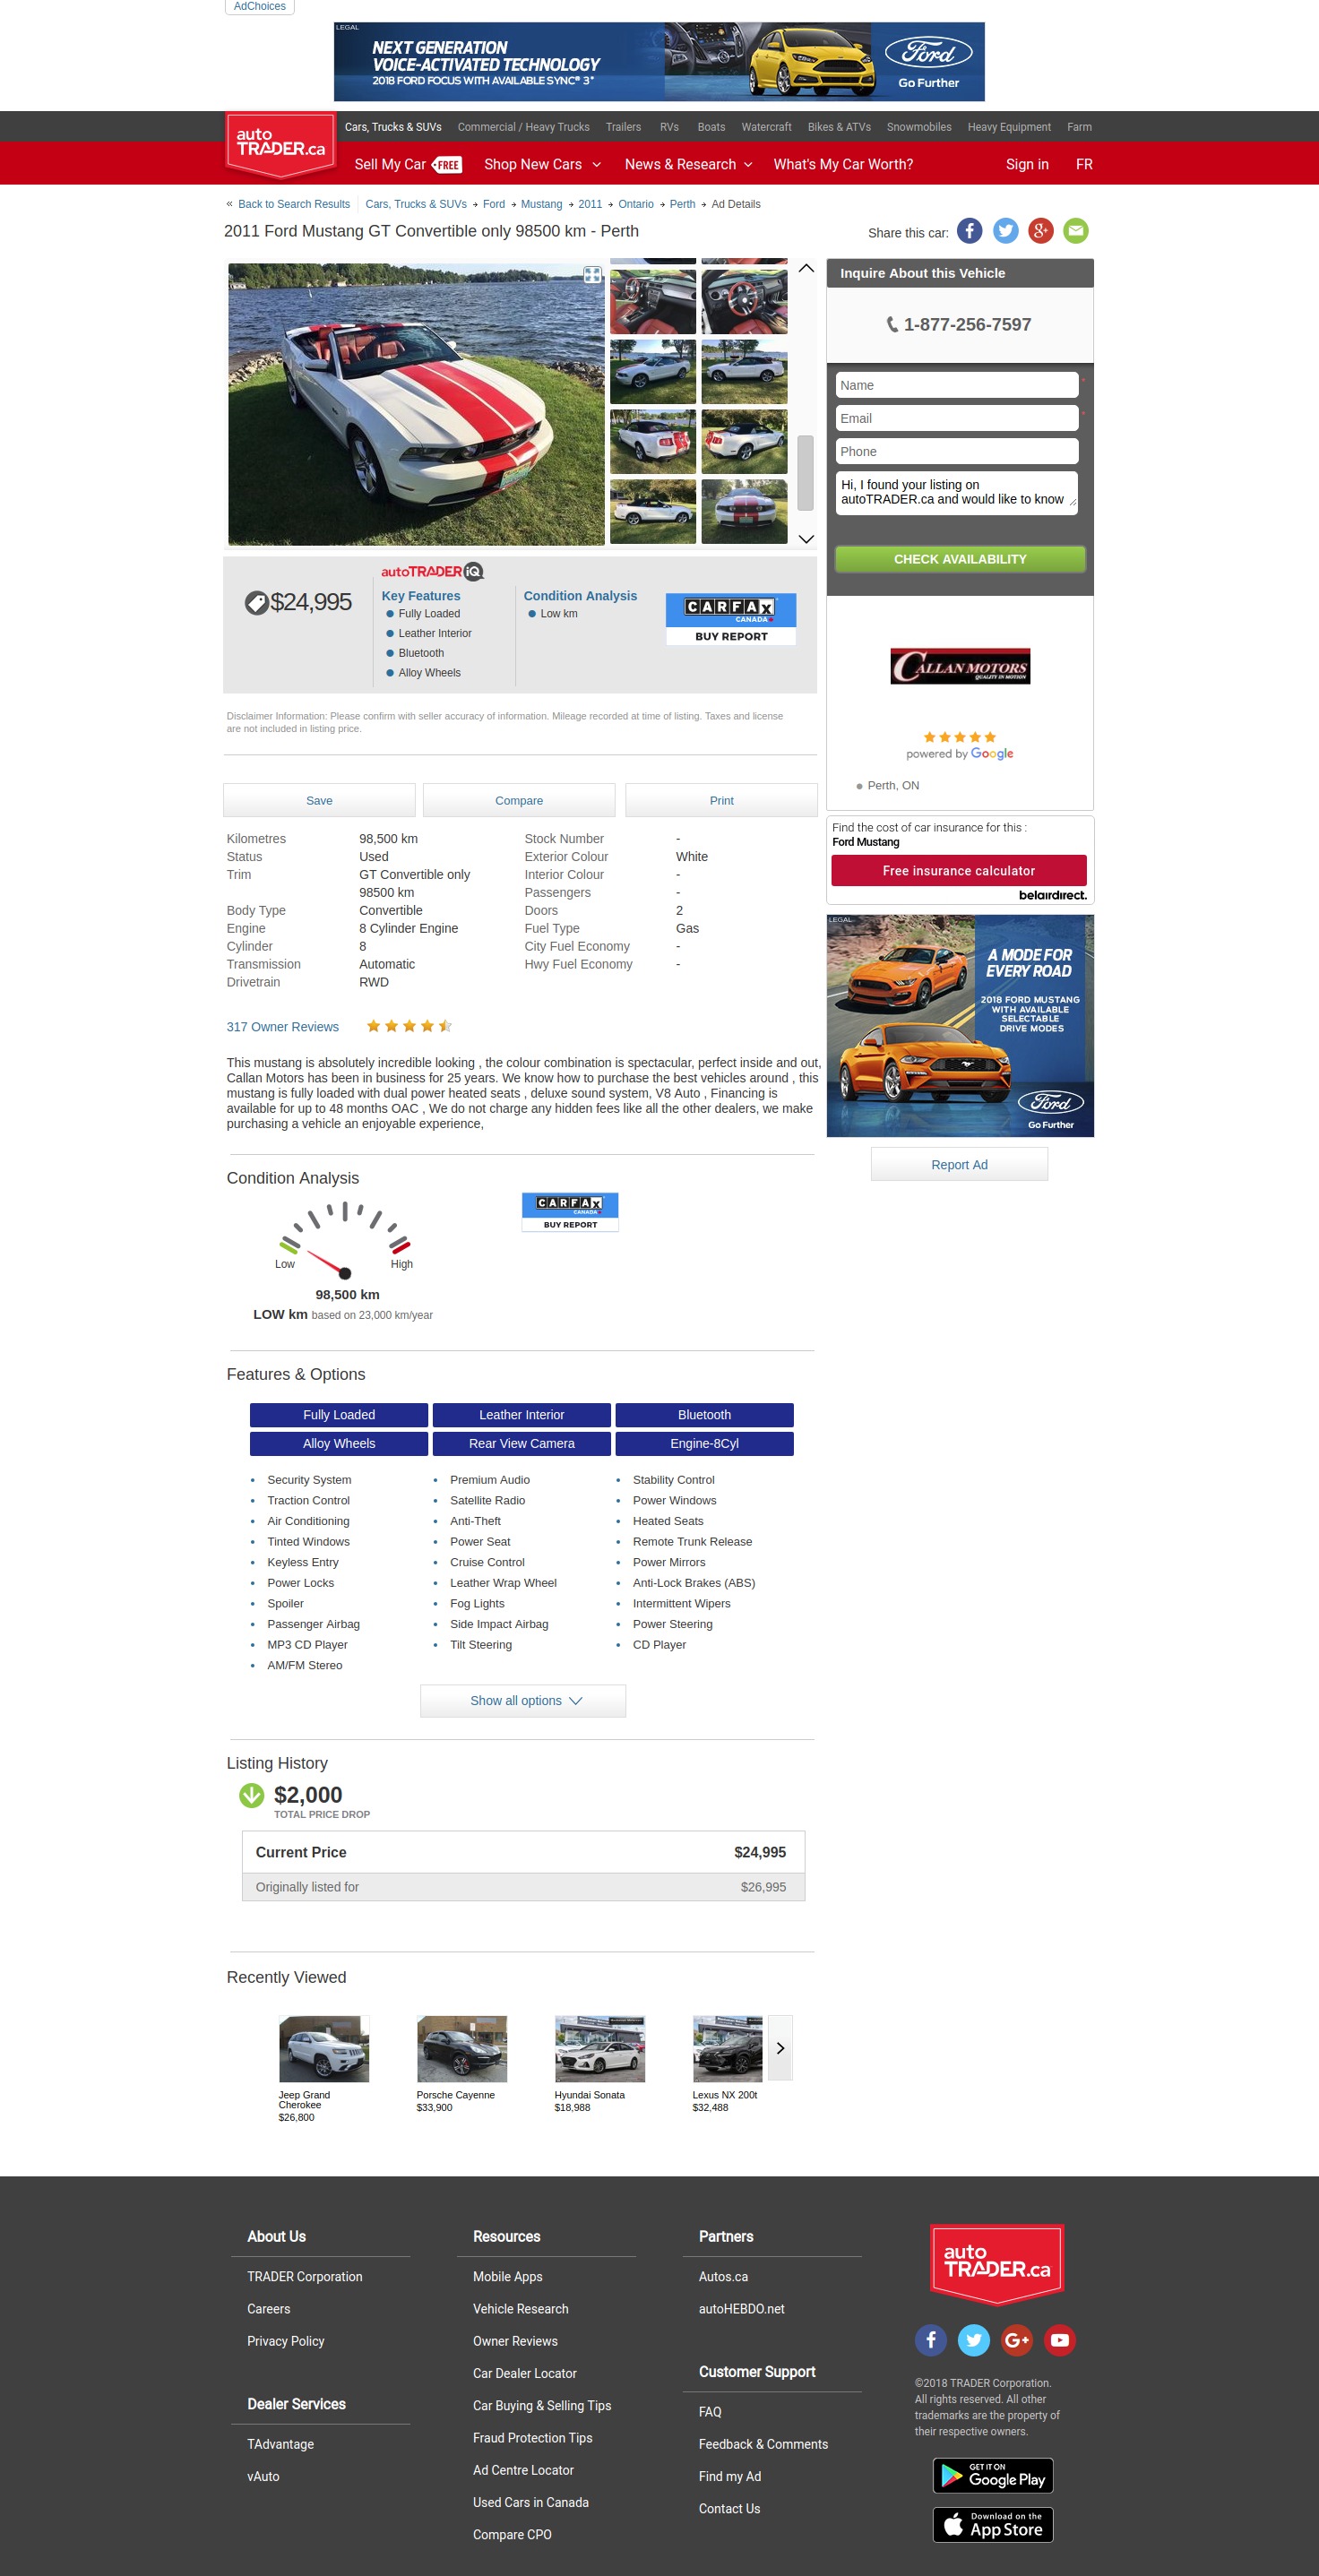 AdChoices
LEGAL
NEXT GENERATION
VOICE-ACTIVATED TECHNOLOGY
2018 FORD FOCUS WITH AVAILABLE SYNC® 3*
Ford
Go Further
auto
TRADER.ca
Cars, Trucks & SUVs
Commercial / Heavy Trucks
Trailers
RVs
Boats
Watercraft
Bikes & ATVs
Snowmobiles
Heavy Equipment
Farm
Sell My Car FREE
Shop New Cars
News & Research
What's My Car Worth?
Sign in
FR
« Back to Search Results
Cars, Trucks & SUVs → Ford → Mustang → 2011 → Ontario → Perth → Ad Details
2011 Ford Mustang GT Convertible only 98500 km - Perth
Share this car:
Inquire About this Vehicle
1-877-256-7597
Name *
Email *
Phone
Hi, I found your listing on
autoTRADER.ca and would like to know
CHECK AVAILABILITY
$24,995
autoTRADER iQ
Key Features
Fully Loaded
Leather Interior
Bluetooth
Alloy Wheels
Condition Analysis
Low km
CARFAX
CANADA
BUY REPORT
CALLAN MOTORS
QUALITY IN MOTION
powered by Google
Perth, ON
Disclaimer Information: Please confirm with seller accuracy of information. Mileage recorded at time of listing. Taxes and license
are not included in listing price.
Save
Compare
Print
Kilometres 98,500 km
Status Used
Trim GT Convertible only
98500 km
Body Type Convertible
Engine 8 Cylinder Engine
Cylinder 8
Transmission Automatic
Drivetrain RWD
Stock Number -
Exterior Colour White
Interior Colour -
Passengers -
Doors 2
Fuel Type Gas
City Fuel Economy -
Hwy Fuel Economy -
Find the cost of car insurance for this :
Ford Mustang
Free insurance calculator
belairdirect.
LEGAL
A MODE FOR
EVERY ROAD
2018 FORD MUSTANG
WITH AVAILABLE
SELECTABLE
DRIVE MODES
Ford
Go Further
Report Ad
317 Owner Reviews
This mustang is absolutely incredible looking , the colour combination is spectacular, perfect inside and out,
Callan Motors has been in business for 25 years. We know how to purchase the best vehicles around , this
mustang is fully loaded with dual power heated seats , deluxe sound system, V8 Auto , Financing is
available for up to 48 months OAC , We do not charge any hidden fees like all the other dealers, we make
purchasing a vehicle an enjoyable experience,
Condition Analysis
Low
High
98,500 km
LOW km based on 23,000 km/year
CARFAX
CANADA
BUY REPORT
Features & Options
Fully Loaded
Leather Interior
Bluetooth
Alloy Wheels
Rear View Camera
Engine-8Cyl
Security System
Traction Control
Air Conditioning
Tinted Windows
Keyless Entry
Power Locks
Spoiler
Passenger Airbag
MP3 CD Player
AM/FM Stereo
Premium Audio
Satellite Radio
Anti-Theft
Power Seat
Cruise Control
Leather Wrap Wheel
Fog Lights
Side Impact Airbag
Tilt Steering
Stability Control
Power Windows
Heated Seats
Remote Trunk Release
Power Mirrors
Anti-Lock Brakes (ABS)
Intermittent Wipers
Power Steering
CD Player
Show all options
Listing History
$2,000
TOTAL PRICE DROP
Current Price $24,995
Originally listed for $26,995
Recently Viewed
Jeep Grand
Cherokee
$26,800
Porsche Cayenne
$33,900
Hyundai Sonata
$18,988
Lexus NX 200t
$32,488
About Us
TRADER Corporation
Careers
Privacy Policy
Dealer Services
TAdvantage
vAuto
Resources
Mobile Apps
Vehicle Research
Owner Reviews
Car Dealer Locator
Car Buying & Selling Tips
Fraud Protection Tips
Ad Centre Locator
Used Cars in Canada
Compare CPO
Partners
Autos.ca
autoHEBDO.net
Customer Support
FAQ
Feedback & Comments
Find my Ad
Contact Us
auto
TRADER.ca
©2018 TRADER Corporation.
All rights reserved. All other
trademarks are the property of
their respective owners.
GET IT ON
Google Play
Download on the
App Store